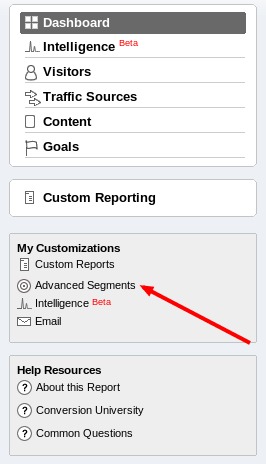 Dashboard
Intelligence Beta
Visitors
Traffic Sources
Content
Goals
Custom Reporting
My Customizations
Custom Reports
Advanced Segments
Intelligence Beta
Email
Help Resources
? About this Report
? Conversion University
? Common Questions